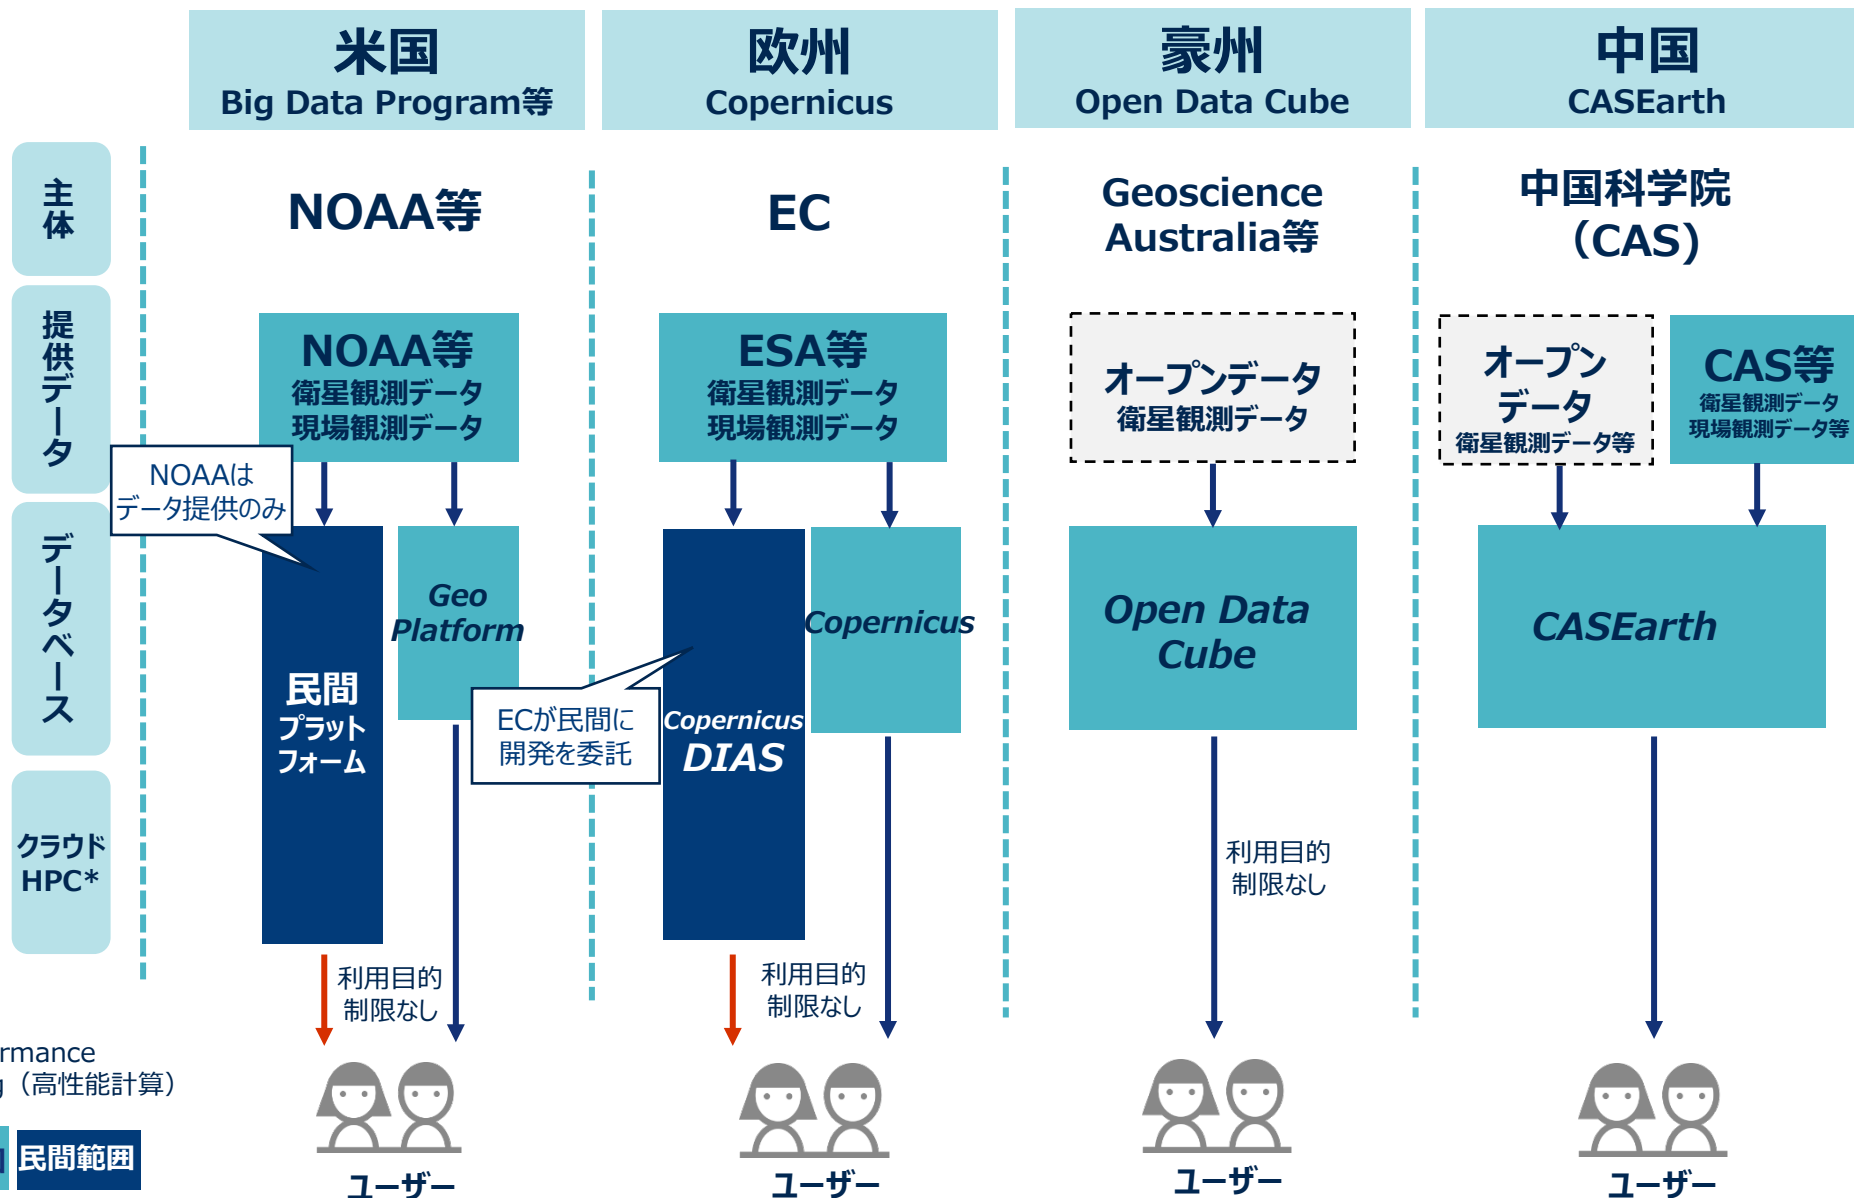 米国
Big Data Program等
欧州
Copernicus
豪州
Open Data Cube
中国
CASEarth
主体
NOAA等
EC
Geoscience
Australia等
中国科学院
（CAS)
提供データ
NOAA等
衛星観測データ
現場観測データ
ESA等
衛星観測データ
現場観測データ
オープンデータ
衛星観測データ
オープン
データ
衛星観測データ等
CAS等
衛星観測データ
現場観測データ等
NOAAは
データ提供のみ
データベース
民間
プラット
フォーム
Geo
Platform
ECが民間に
開発を委託
Copernicus
DIAS
Copernicus
Open Data
Cube
CASEarth
クラウド
HPC*
利用目的
制限なし
利用目的
制限なし
利用目的
制限なし
rmance
（高性能計算）
民間範囲
ユーザー
ユーザー
ユーザー
ユーザー